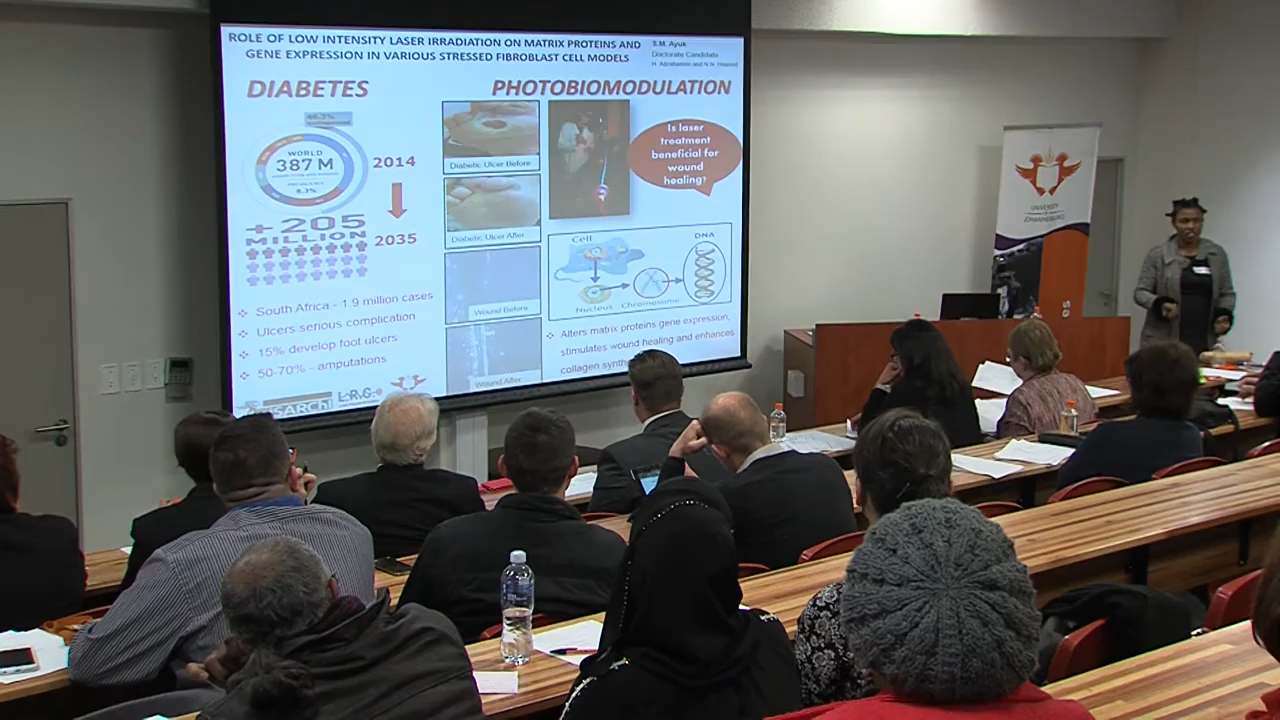 ROLE OF LOW INTENSITY LASER IRRADIATION ON MATRIX PROTEINS AND
GENE EXPRESSION IN VARIOUS STRESSED FIBROBLAST CELL MODELS
S.M. Ayuk
Doctorate Candidate
DIABETES
46.3%
WORLD
387 M
8.3%
2014
+205
MILLION
2035
South Africa - 1.9 million cases
Ulcers serious complication
15% develop foot ulcers
50-70% - amputations
PHOTOBIOMODULATION
Diabetic Ulcer Before
Diabetic Ulcer After
Wound Before
Wound After
Is laser
treatment
beneficial for
wound
healing?
Cell
DNA
Nucleus
Chromosome
Alters matrix proteins gene expression,
stimulates wound healing and enhances
collagen
UNIVERSITY
OF
JOHANNESBURG